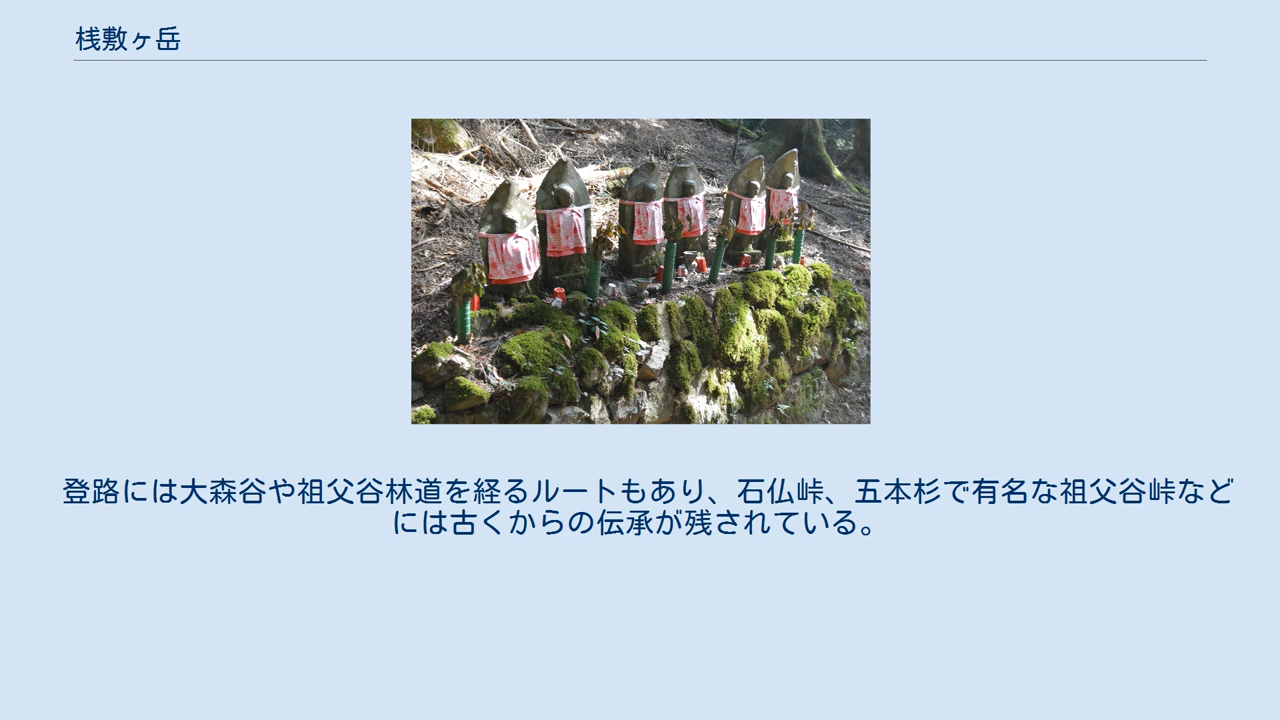 桟敷ヶ岳
登路には大森谷や祖父谷林道を経るルートもあり、石仏峠、五本杉で有名な祖父谷峠など
には古くからの伝承が残されている。